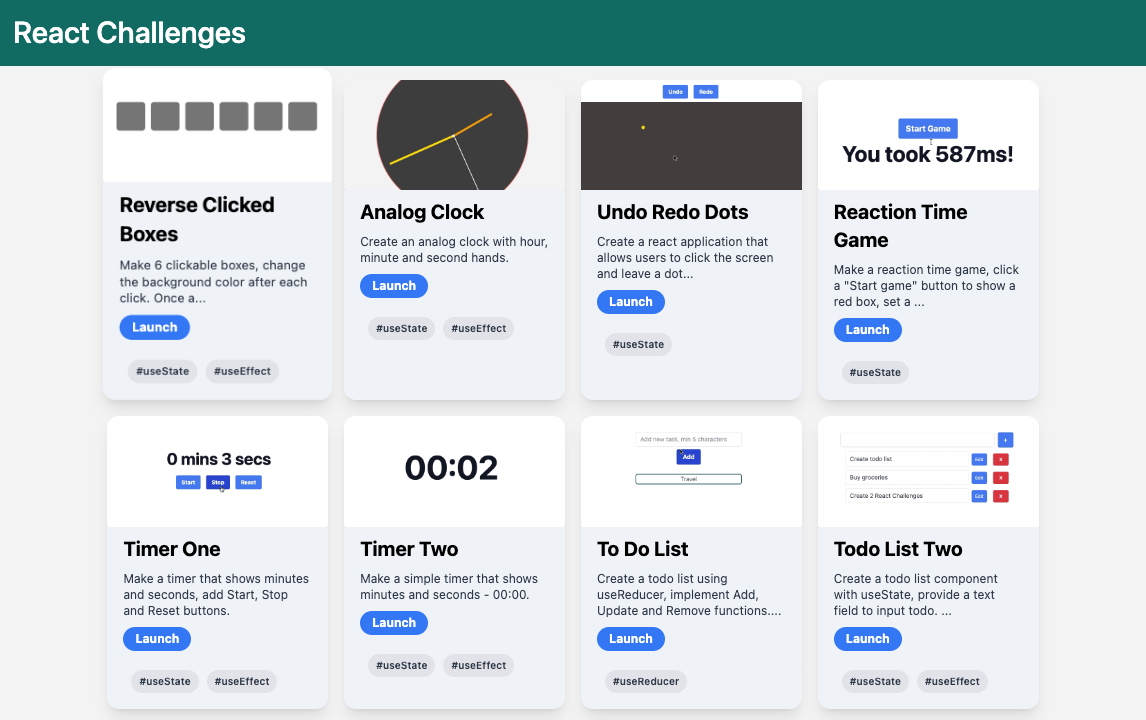 React Challenges
Reverse Clicked
Boxes
Make 6 clickable boxes, change
the background color after each
click. Once a...
Launch
#useState #useEffect
Analog Clock
Create an analog clock with hour,
minute and second hands.
Launch
#useState #useEffect
Undo Redo
Undo Redo Dots
Create a react application that
allows users to click the screen
and leave a dot...
Launch
#useState
Start Game
You took 587ms!
Reaction Time
Game
Make a reaction time game, click
a "Start game" button to show a
red box, set a ...
Launch
#useState
0 mins 3 secs
Start Stop Reset
Timer One
Make a timer that shows minutes
and seconds, add Start, Stop
and Reset buttons.
Launch
#useState #useEffect
00:02
Timer Two
Make a simple timer that shows
minutes and seconds - 00:00.
Launch
#useState #useEffect
Add new task, min 5 characters
Add
Travel
To Do List
Create a todo list using
useReducer, implement Add,
Update and Remove functions....
Launch
#useReducer
+
Create todo list Edit X
Buy groceries Edit X
Create 2 React Challenges Edit X
Todo List Two
Create a todo list component
with useState, provide a text
field to input todo. ...
Launch
#useState #useEffect